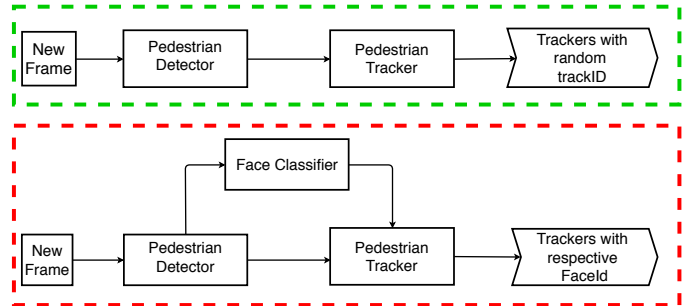 New
Frame
Pedestrian
Detector
Pedestrian
Tracker
Trackers with
random
trackID
Face Classifier
New
Frame
Pedestrian
Detector
Pedestrian
Tracker
Trackers with
respective
FaceId